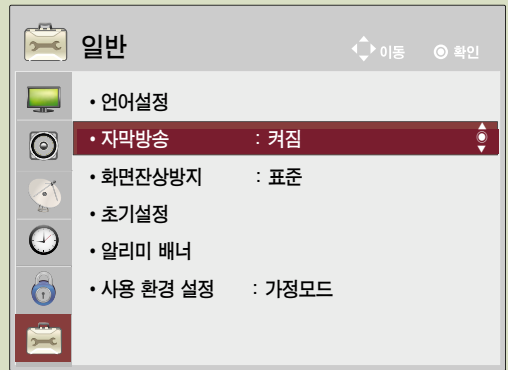 일반 이동 확인
• 언어설정
• 자막방송 : 켜짐
• 화면잔상방지 : 표준
• 초기설정
• 알리미 배너
• 사용 환경 설정 : 가정모드